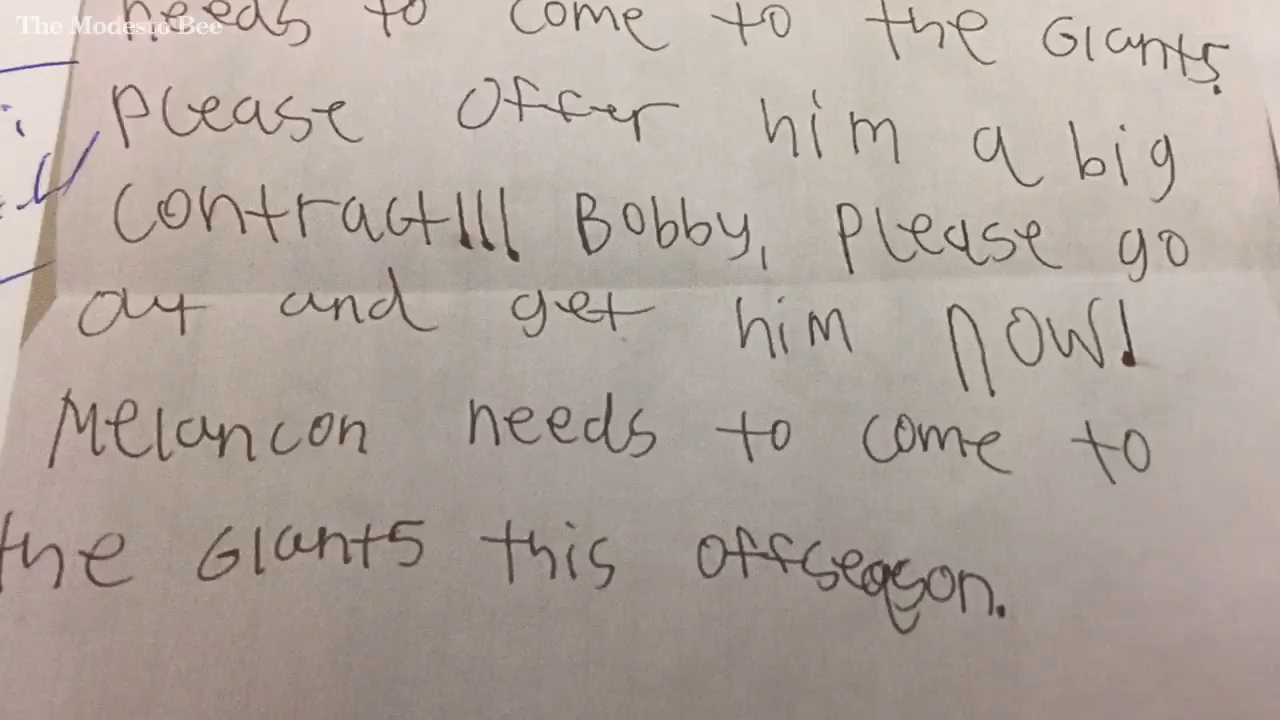 The Modesto Bee
needs to come to the Giants.
please offer him a big
contract!!! Bobby, please go
out and get him now!
Melancon needs to come to
the Giants this offseason.